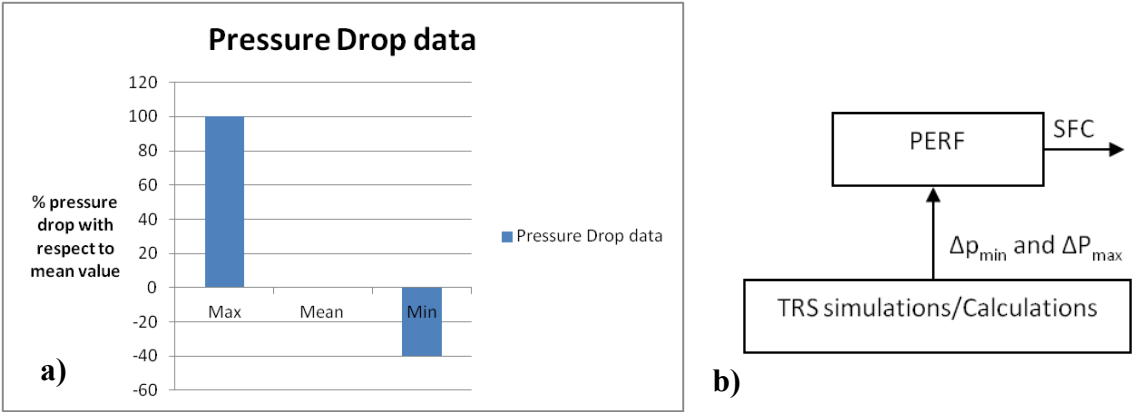 Pressure Drop data
120
100
80
60
40
20
0
-20
-40
-60
% pressure
drop with
respect to
mean value
Max
Mean
Min
Pressure Drop data
a)
PERF
SFC
Δpmin and ΔPmax
TRS simulations/Calculations
b)